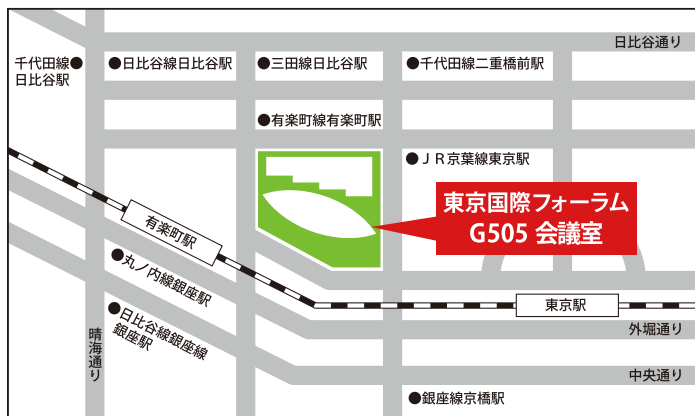 日比谷通り
千代田線●
日比谷駅
●日比谷線日比谷駅
●三田線日比谷駅
●千代田線二重橋前駅
●有楽町線有楽町駅
●ＪＲ京葉線東京駅
東京国際フォーラム
G505 会議室
有楽町駅
●丸ノ内線銀座駅
東京駅
●日比谷線銀座線
銀座駅
外堀通り
晴海通り
中央通り
●銀座線京橋駅